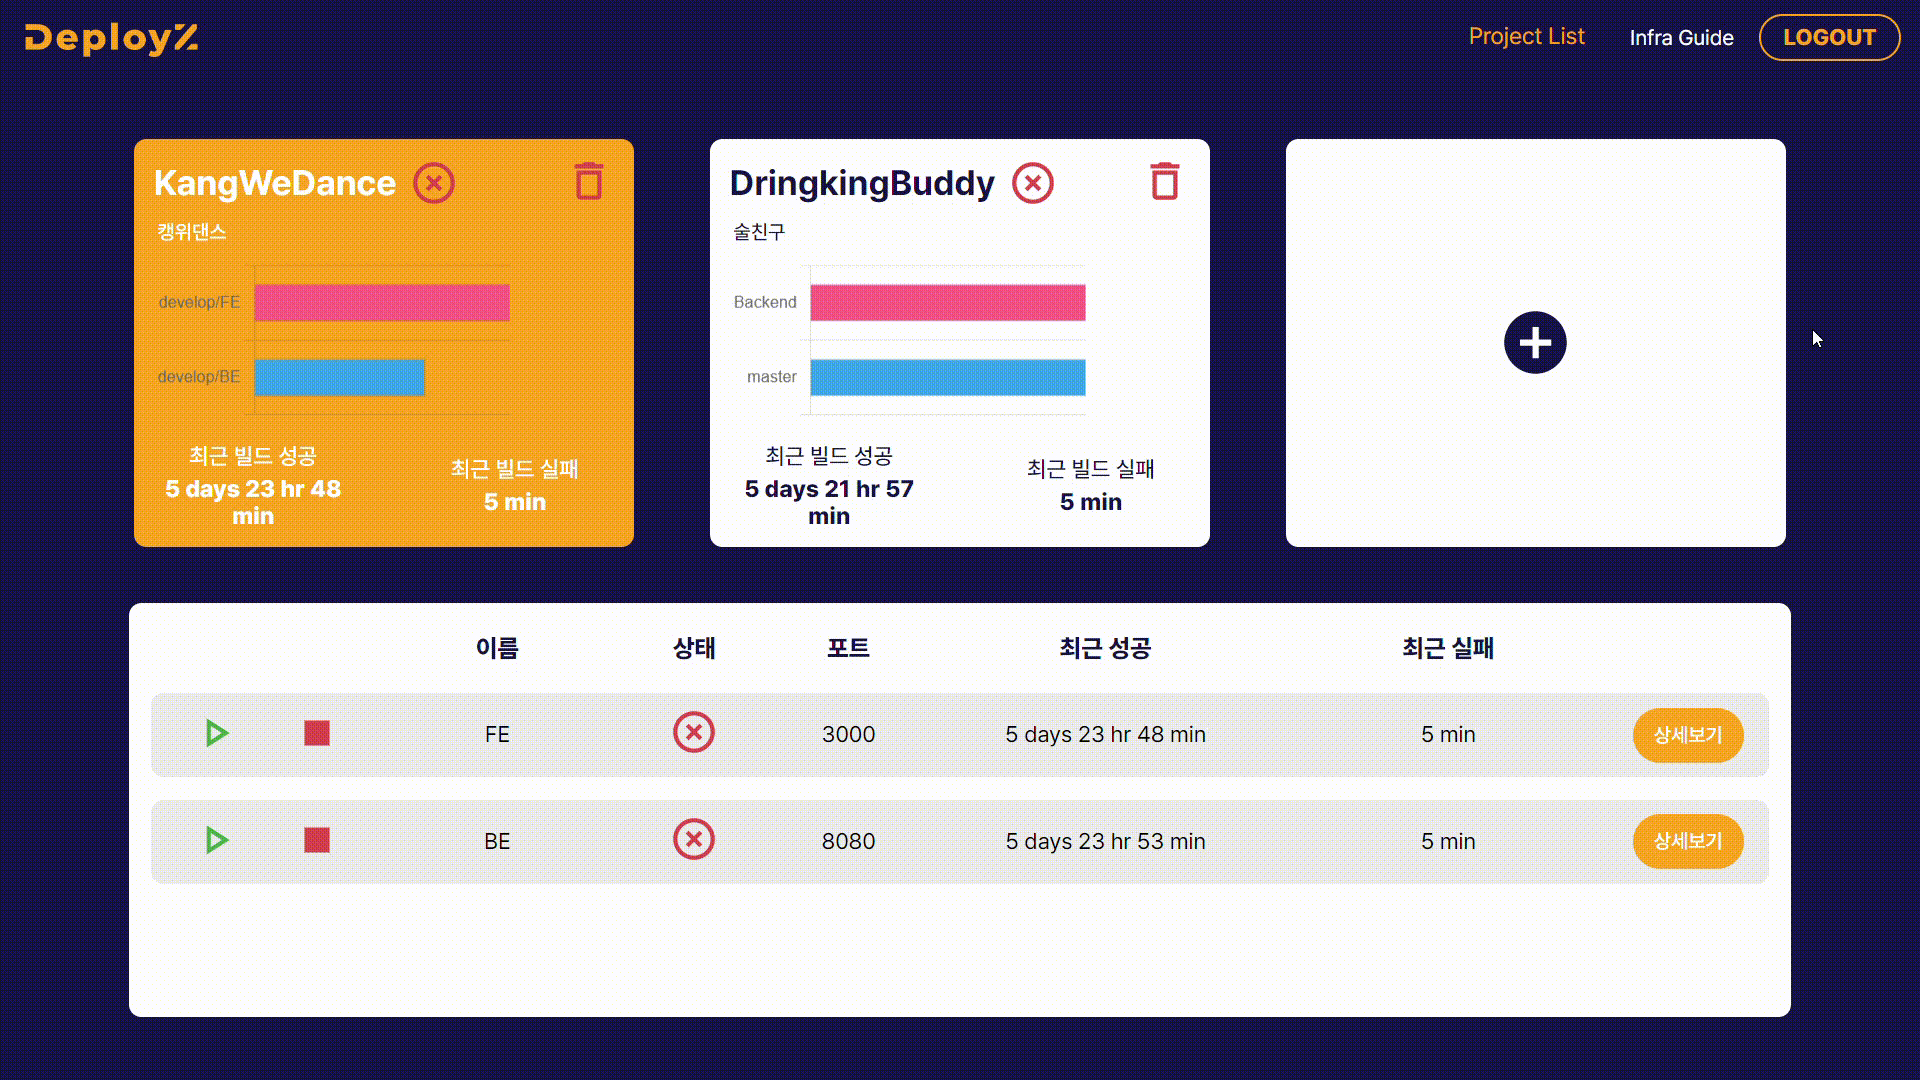 DeployZ
Project List
Infra Guide
LOGOUT
KangWeDance
캥위댄스
develop/FE
develop/BE
최근 빌드 성공
5 days 23 hr 48
min
최근 빌드 실패
5 min
DringkingBuddy
술친구
Backend
master
최근 빌드 성공
5 days 21 hr 57
min
최근 빌드 실패
5 min
이름 상태 포트 최근 성공 최근 실패
FE 3000 5 days 23 hr 48 min 5 min 상세보기
BE 8080 5 days 23 hr 53 min 5 min 상세보기